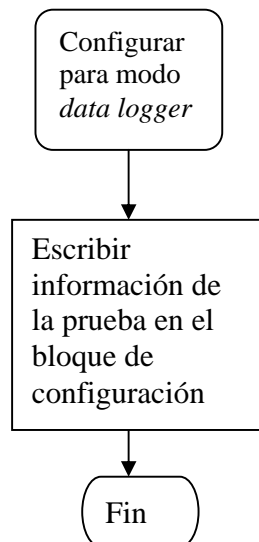 Configurar
para modo
data logger
Escribir
información de
la prueba en el
bloque de
configuración
Fin